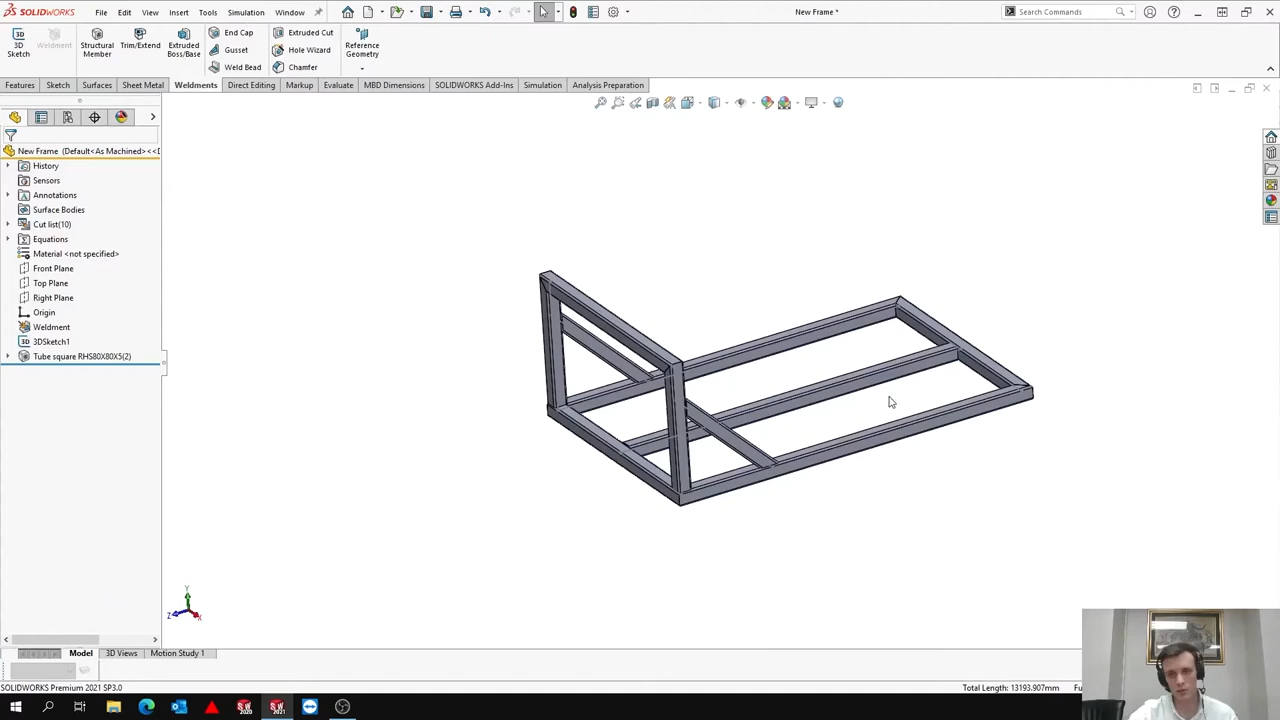 SOLIDWORKS File Edit View Insert Tools Simulation Window New Frame * Search Commands
3D Sketch Weldment Structural Member Trim/Extend Extruded Boss/Base End Cap Gusset Weld Bead Extruded Cut Hole Wizard Chamfer Reference Geometry
Features Sketch Surfaces Sheet Metal Weldments Direct Editing Markup Evaluate MBD Dimensions SOLIDWORKS Add-Ins Simulation Analysis Preparation
New Frame (Default<As Machined><<D
History
Sensors
Annotations
Surface Bodies
Cut list(10)
Equations
Material <not specified>
Front Plane
Top Plane
Right Plane
Origin
Weldment
3DSketch1
Tube square RHS80X80X5(2)
Y
Z X
Model 3D Views Motion Study 1
SOLIDWORKS Premium 2021 SP3.0 Total Length: 13193.907mm Fu
SW 2020 SW 2021